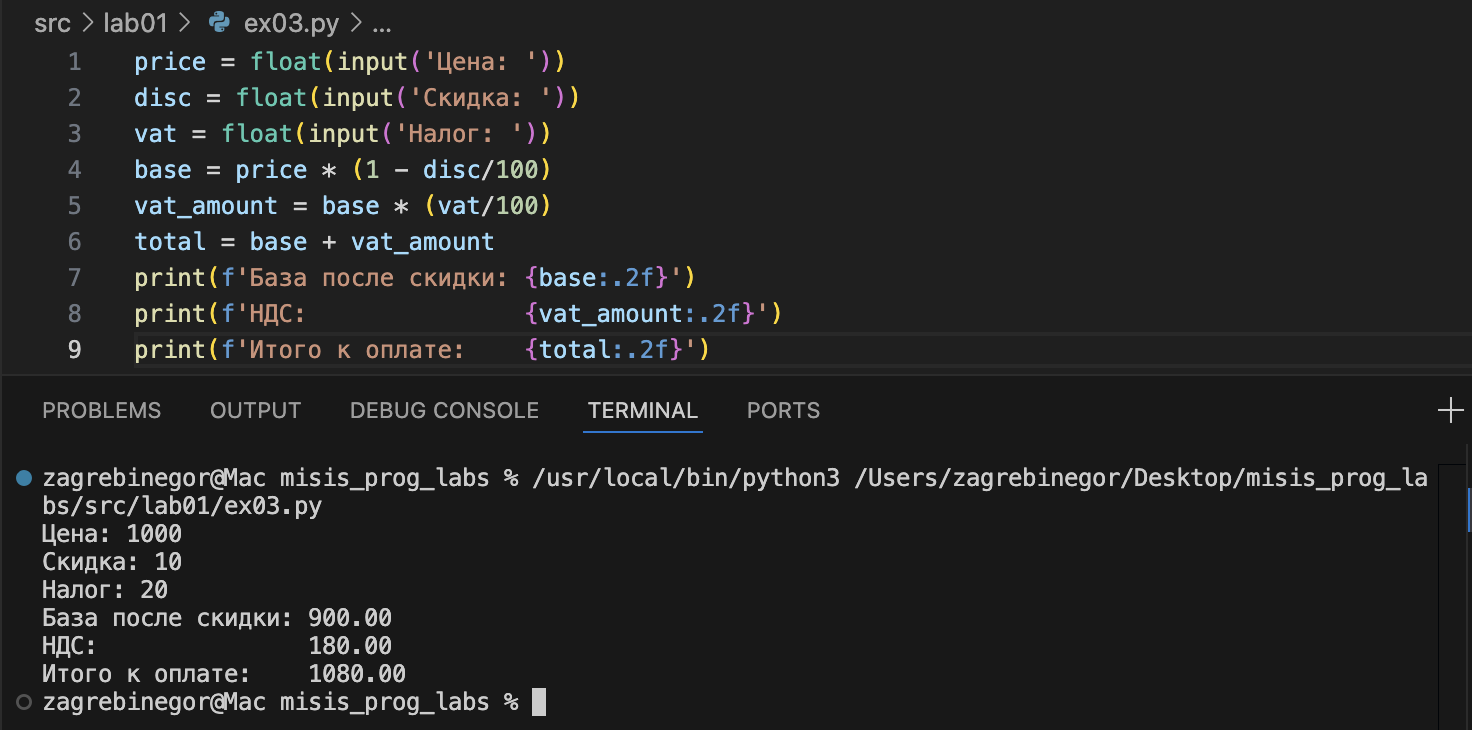 src > lab01 > ex03.py > ...
1 price = float(input('Цена: '))
2 disc = float(input('Скидка: '))
3 vat = float(input('Налог: '))
4 base = price * (1 - disc/100)
5 vat_amount = base * (vat/100)
6 total = base + vat_amount
7 print(f'База после скидки: {base:.2f}')
8 print(f'НДС:               {vat_amount:.2f}')
9 print(f'Итого к оплате:    {total:.2f}')
PROBLEMS OUTPUT DEBUG CONSOLE TERMINAL PORTS
zagrebinegor@Mac misis_prog_labs % /usr/local/bin/python3 /Users/zagrebinegor/Desktop/misis_prog_la
bs/src/lab01/ex03.py
Цена: 1000
Скидка: 10
Налог: 20
База после скидки: 900.00
НДС:               180.00
Итого к оплате:    1080.00
zagrebinegor@Mac misis_prog_labs %